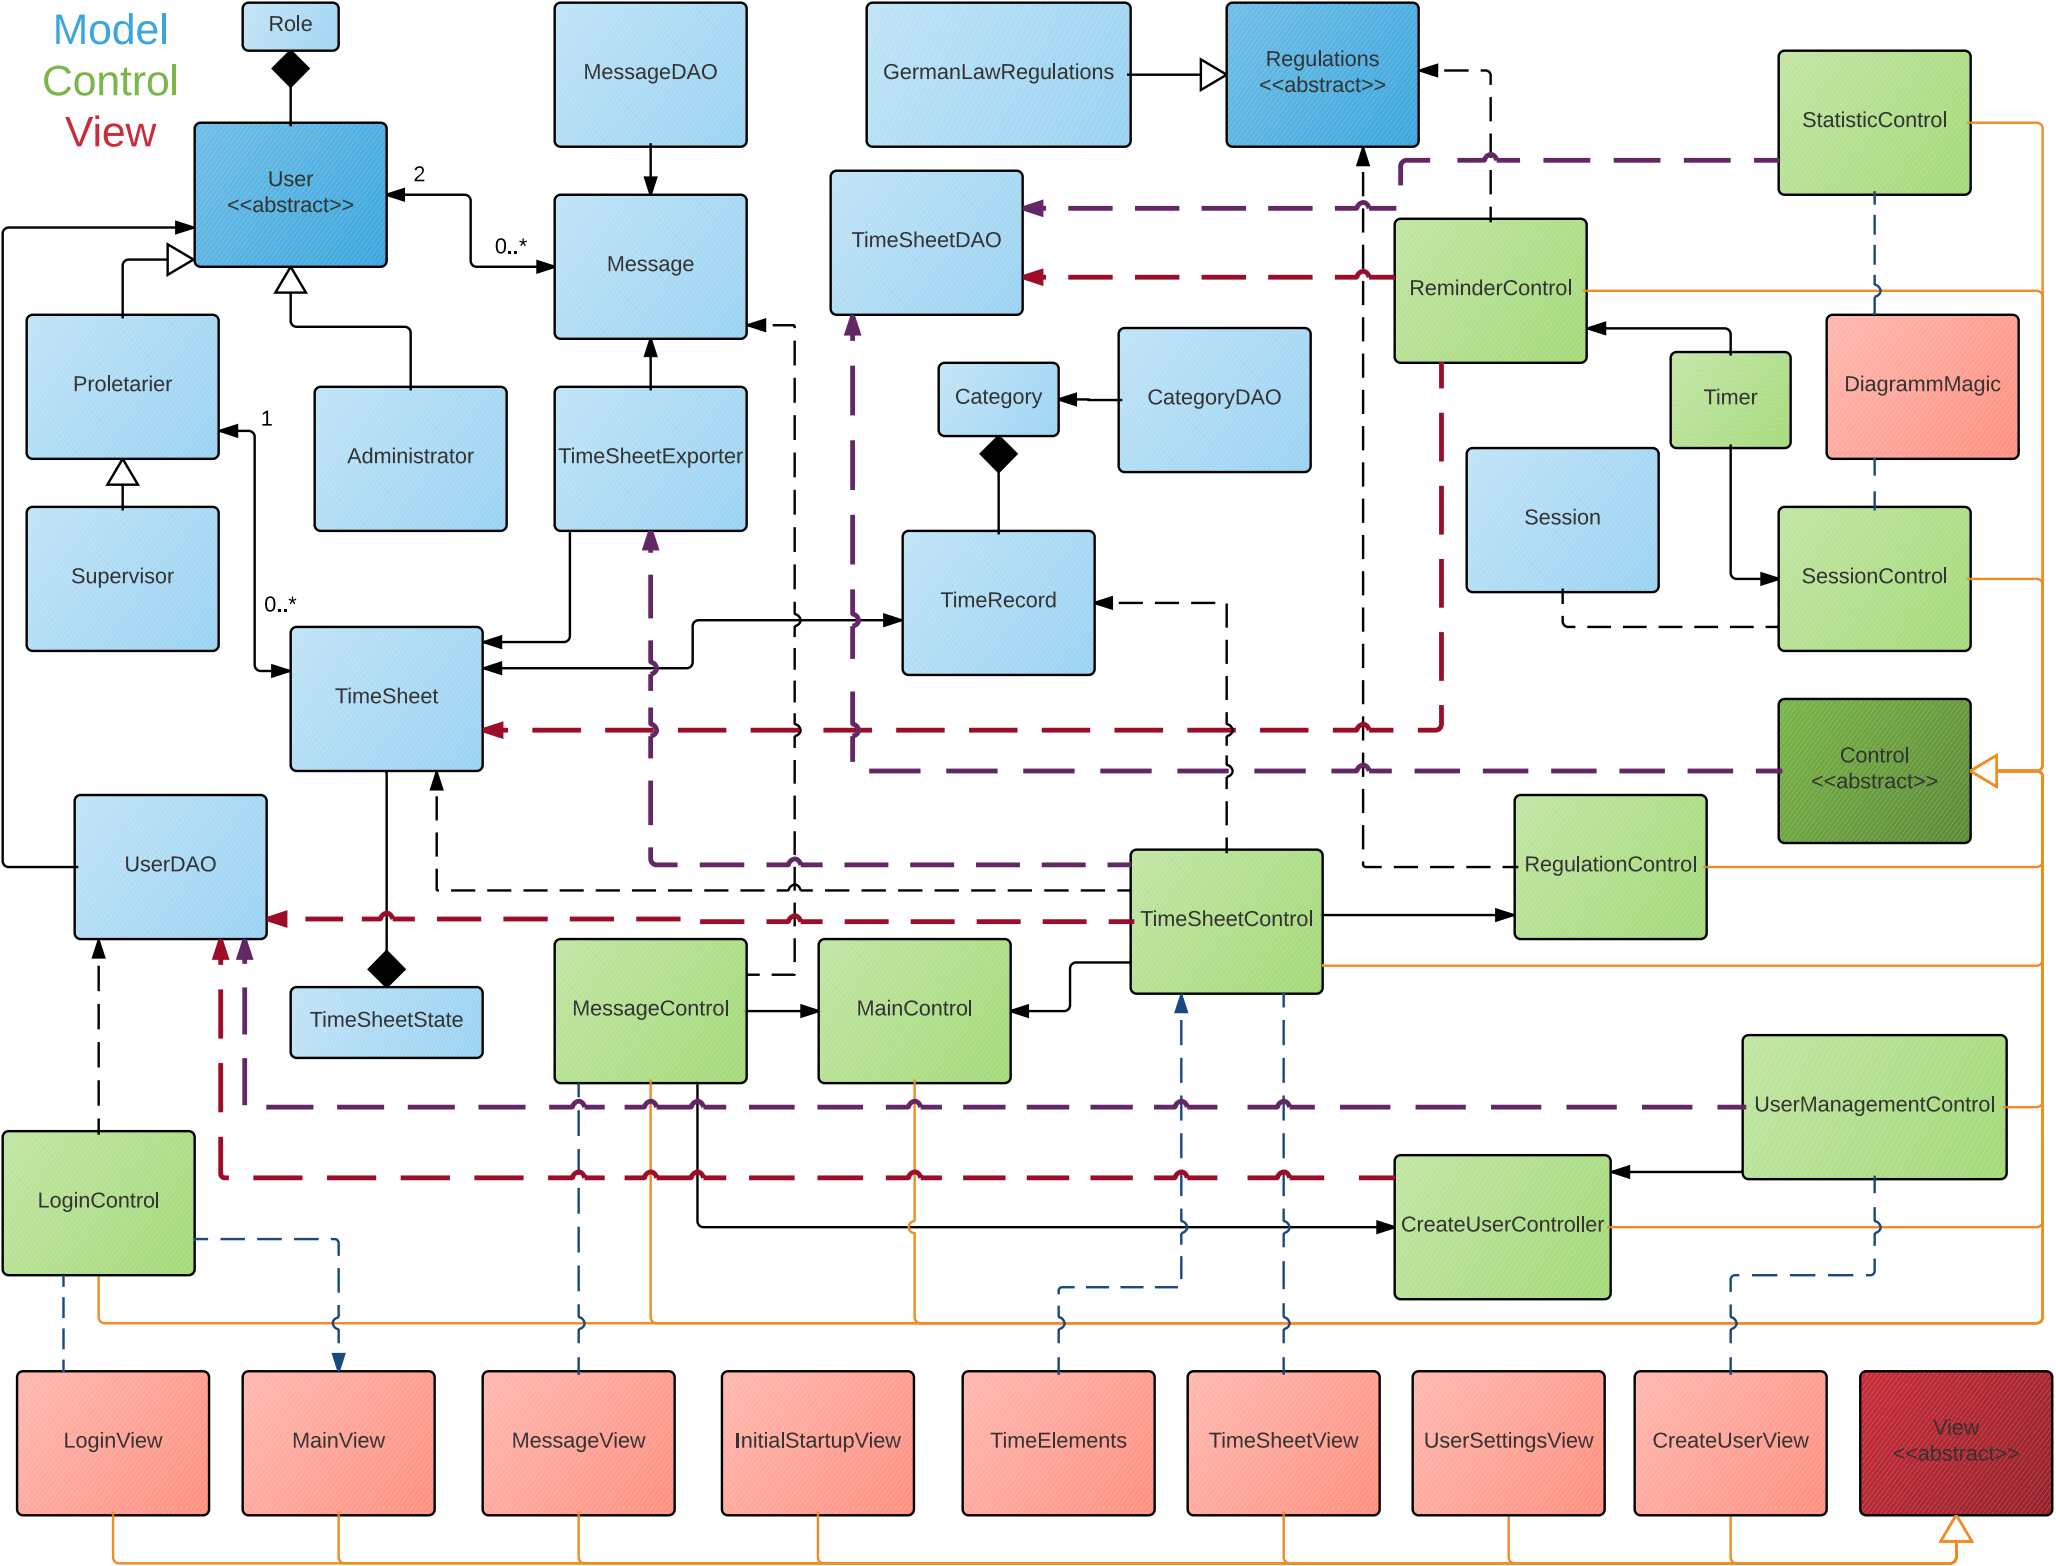 Model
Control
View
Role
MessageDAO
GermanLawRegulations
Regulations
<<abstract>>
StatisticControl
User
<<abstract>>
2
0..*
Message
TimeSheetDAO
ReminderControl
Proletarier
1
Administrator
TimeSheetExporter
Category
CategoryDAO
Timer
DiagrammMagic
Supervisor
0..*
Session
SessionControl
TimeRecord
TimeSheet
Control
<<abstract>>
UserDAO
RegulationControl
TimeSheetControl
TimeSheetState
MessageControl
MainControl
UserManagementControl
LoginControl
CreateUserController
LoginView
MainView
MessageView
InitialStartupView
TimeElements
TimeSheetView
UserSettingsView
CreateUserView
View
<<abstract>>